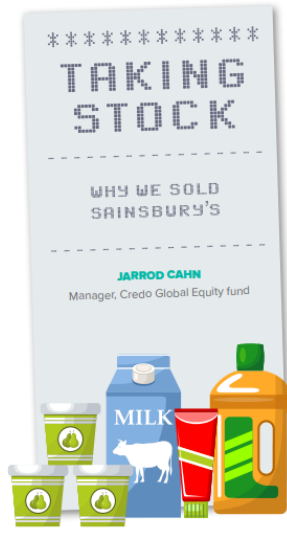 ************
TAKING
STOCK
WHY WE SOLD
SAINSBURY'S
JARROD CAHN
Manager, Credo Global Equity fund
MILK